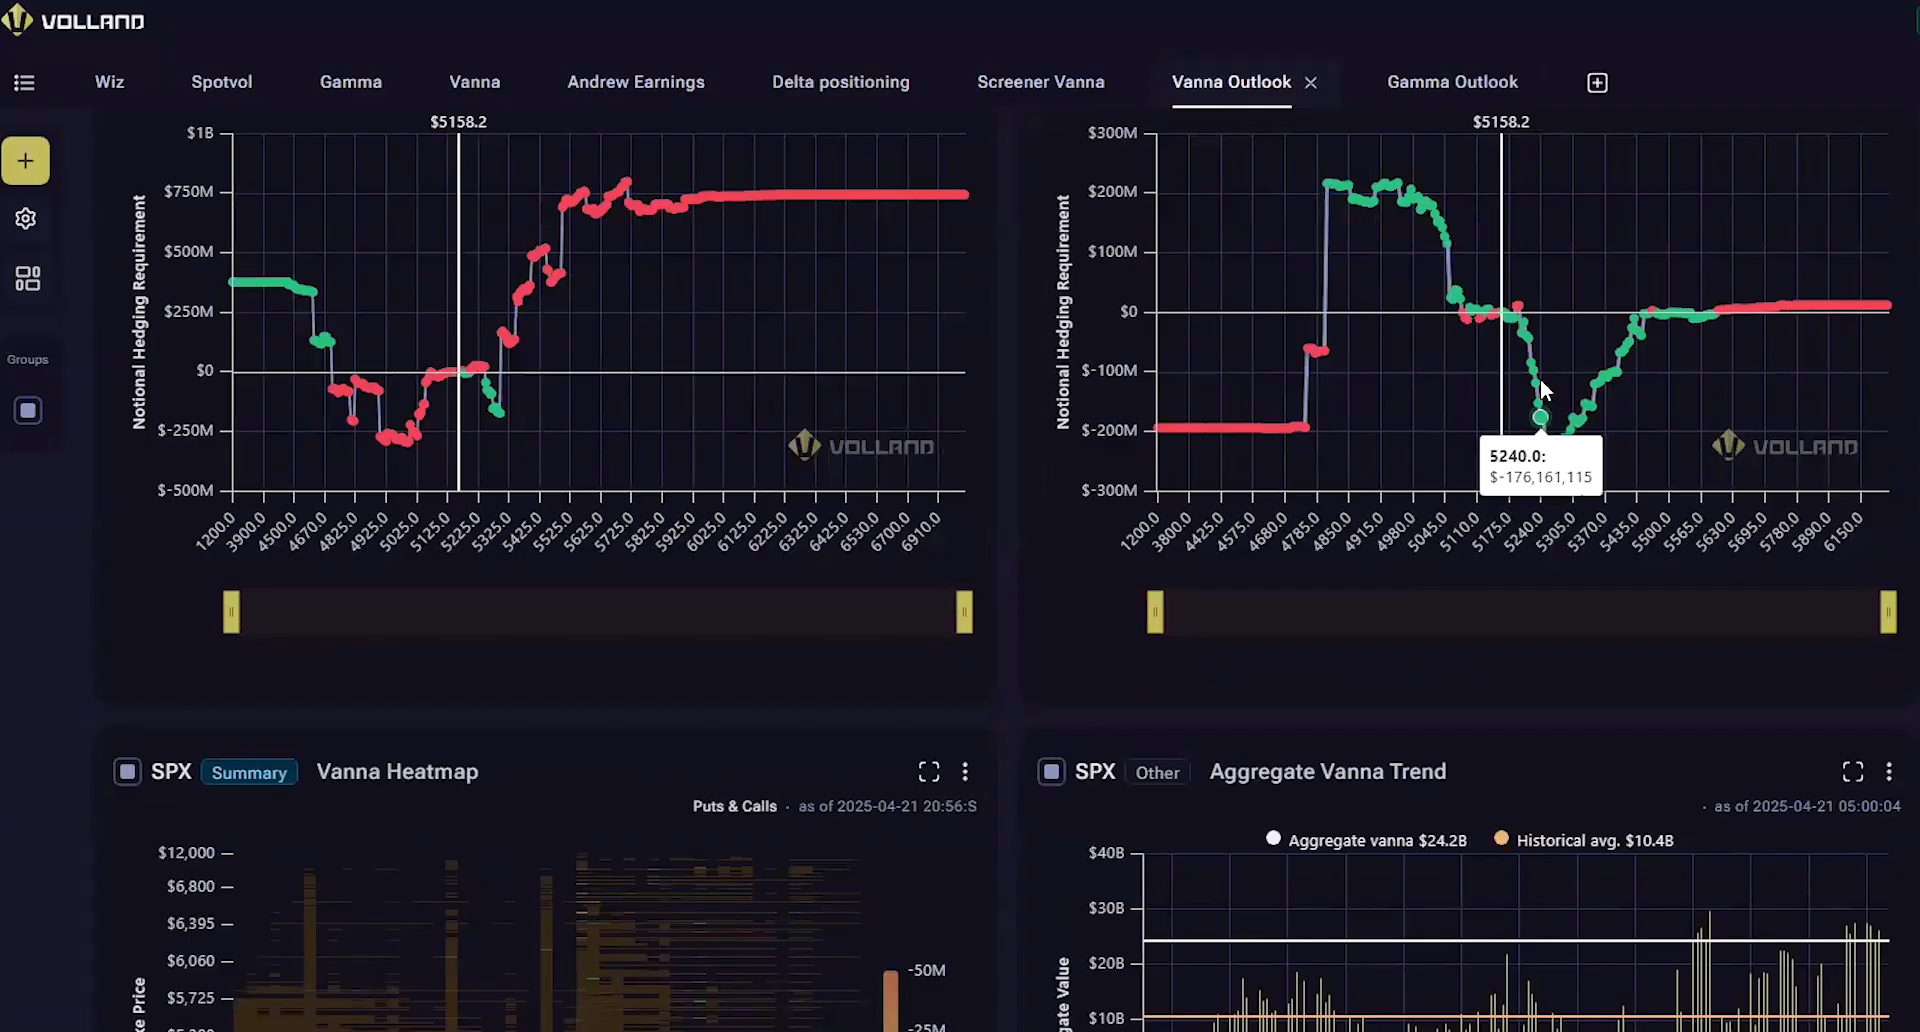 VOLLAND
Wiz Spotvol Gamma Vanna Andrew Earnings Delta positioning Screener Vanna Vanna Outlook Gamma Outlook
Groups
$5158.2
$1B
$750M
$500M
$250M
$0
$-250M
$-500M
Notional Hedging Requirement
VOLLAND
1200.0 3900.0 4500.0 4670.0 4825.0 4925.0 5025.0 5125.0 5225.0 5325.0 5425.0 5525.0 5625.0 5725.0 5825.0 5925.0 6025.0 6125.0 6225.0 6325.0 6425.0 6530.0 6700.0 6910.0
$5158.2
$300M
$200M
$100M
$0
$-100M
$-200M
$-300M
Notional Hedging Requirement
VOLLAND
5240.0:
$-176,161,115
1200.0 3800.0 4425.0 4575.0 4680.0 4785.0 4850.0 4915.0 4980.0 5045.0 5110.0 5175.0 5240.0 5305.0 5370.0 5435.0 5500.0 5565.0 5630.0 5695.0 5780.0 5890.0 6150.0
SPX Summary Vanna Heatmap
Puts & Calls · as of 2025-04-21 20:56:S
$12,000
$6,800
$6,395
$6,060
$5,725
-50M
-25M
SPX Other Aggregate Vanna Trend
· as of 2025-04-21 05:00:04
Aggregate vanna $24.2B Historical avg. $10.4B
$40B
$30B
$20B
$10B